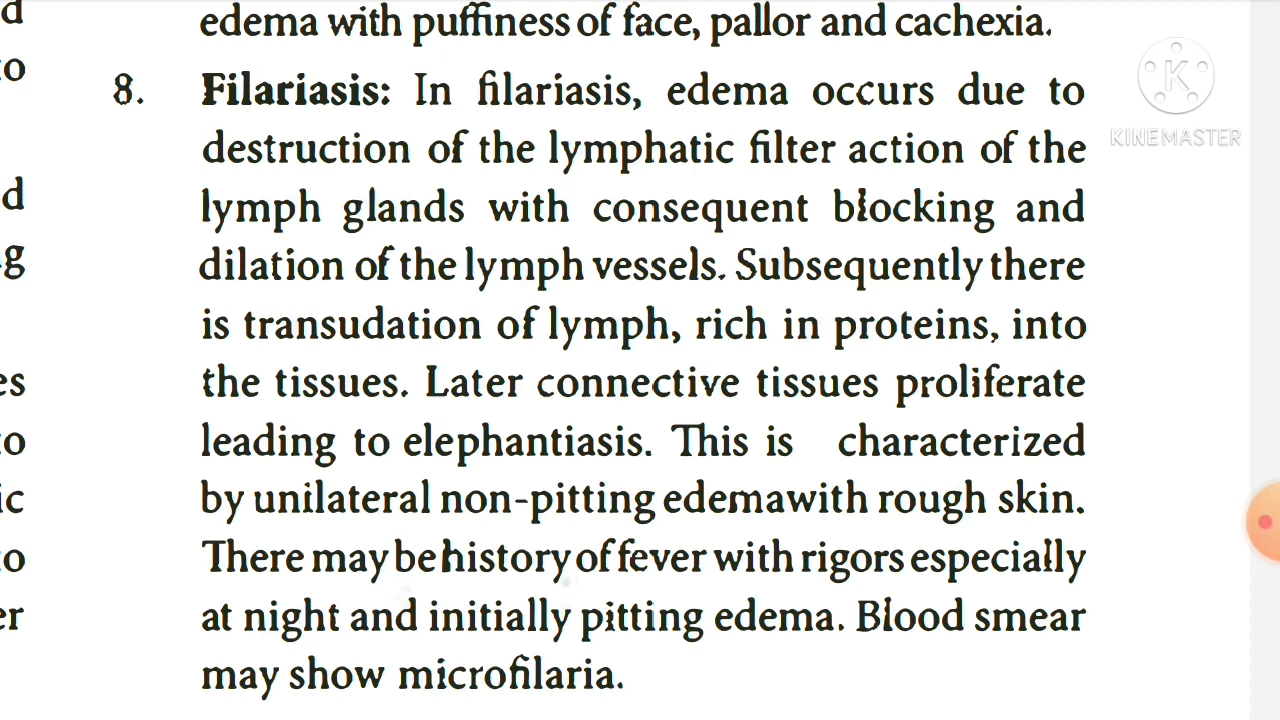 edema with puffiness of face, pallor and cachexia.
8. Filariasis: In filariasis, edema occurs due to
destruction of the lymphatic filter action of the
lymph glands with consequent blocking and
dilation of the lymph vessels. Subsequently there
is transudation of lymph, rich in proteins, into
the tissues. Later connective tissues proliferate
leading to elephantiasis. This is characterized
by unilateral non-pitting edemawith rough skin.
There may be history of fever with rigors especially
at night and initially pitting edema. Blood smear
may show microfilaria.
K
KINEMASTER